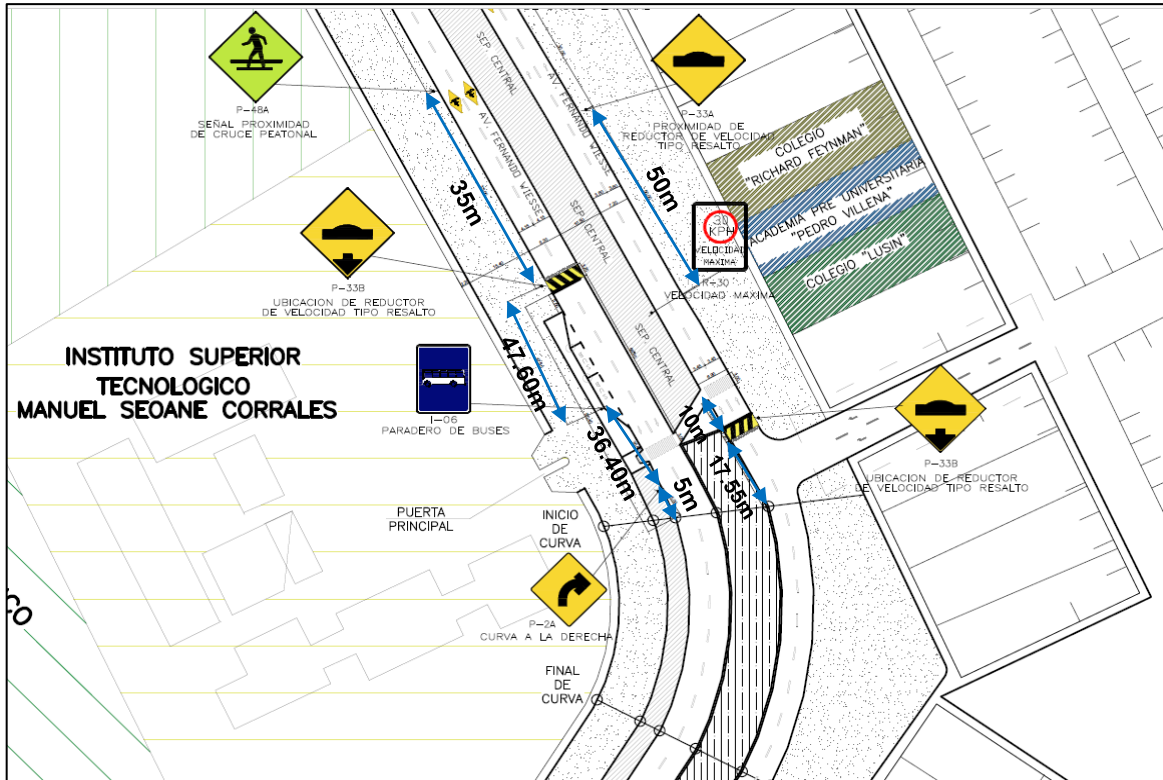 P-48A
SEÑAL PROXIMIDAD
DE CRUCE PEATONAL
SEP CENTRAL
AV. FERNANDO WIESSE
AV. FERNANDO WIESSE
P-33A
PROXIMIDAD DE
REDUCTOR DE VELOCIDAD
TIPO RESALTO
COLEGIO
"RICHARD FEYNMAN"
ACADEMIA PRE UNIVERSITARIA
"PEDRO VILLENA"
COLEGIO "LUSIN"
35m
50m
30
KPH
VELOCIDAD
MAXIMA
R-30
VELOCIDAD MAXIMA
SEP CENTRAL
SEP CENTRAL
P-33B
UBICACION DE REDUCTOR
DE VELOCIDAD TIPO RESALTO
INSTITUTO SUPERIOR
TECNOLOGICO
MANUEL SEOANE CORRALES
I-06
PARADERO DE BUSES
47.60m
36.40m
5m
10m
17.55m
P-33B
UBICACION DE REDUCTOR
DE VELOCIDAD TIPO RESALTO
PUERTA
PRINCIPAL
INICIO
DE
CURVA
P-2A
CURVA A LA DERECHA
FINAL
DE
CURVA
CO